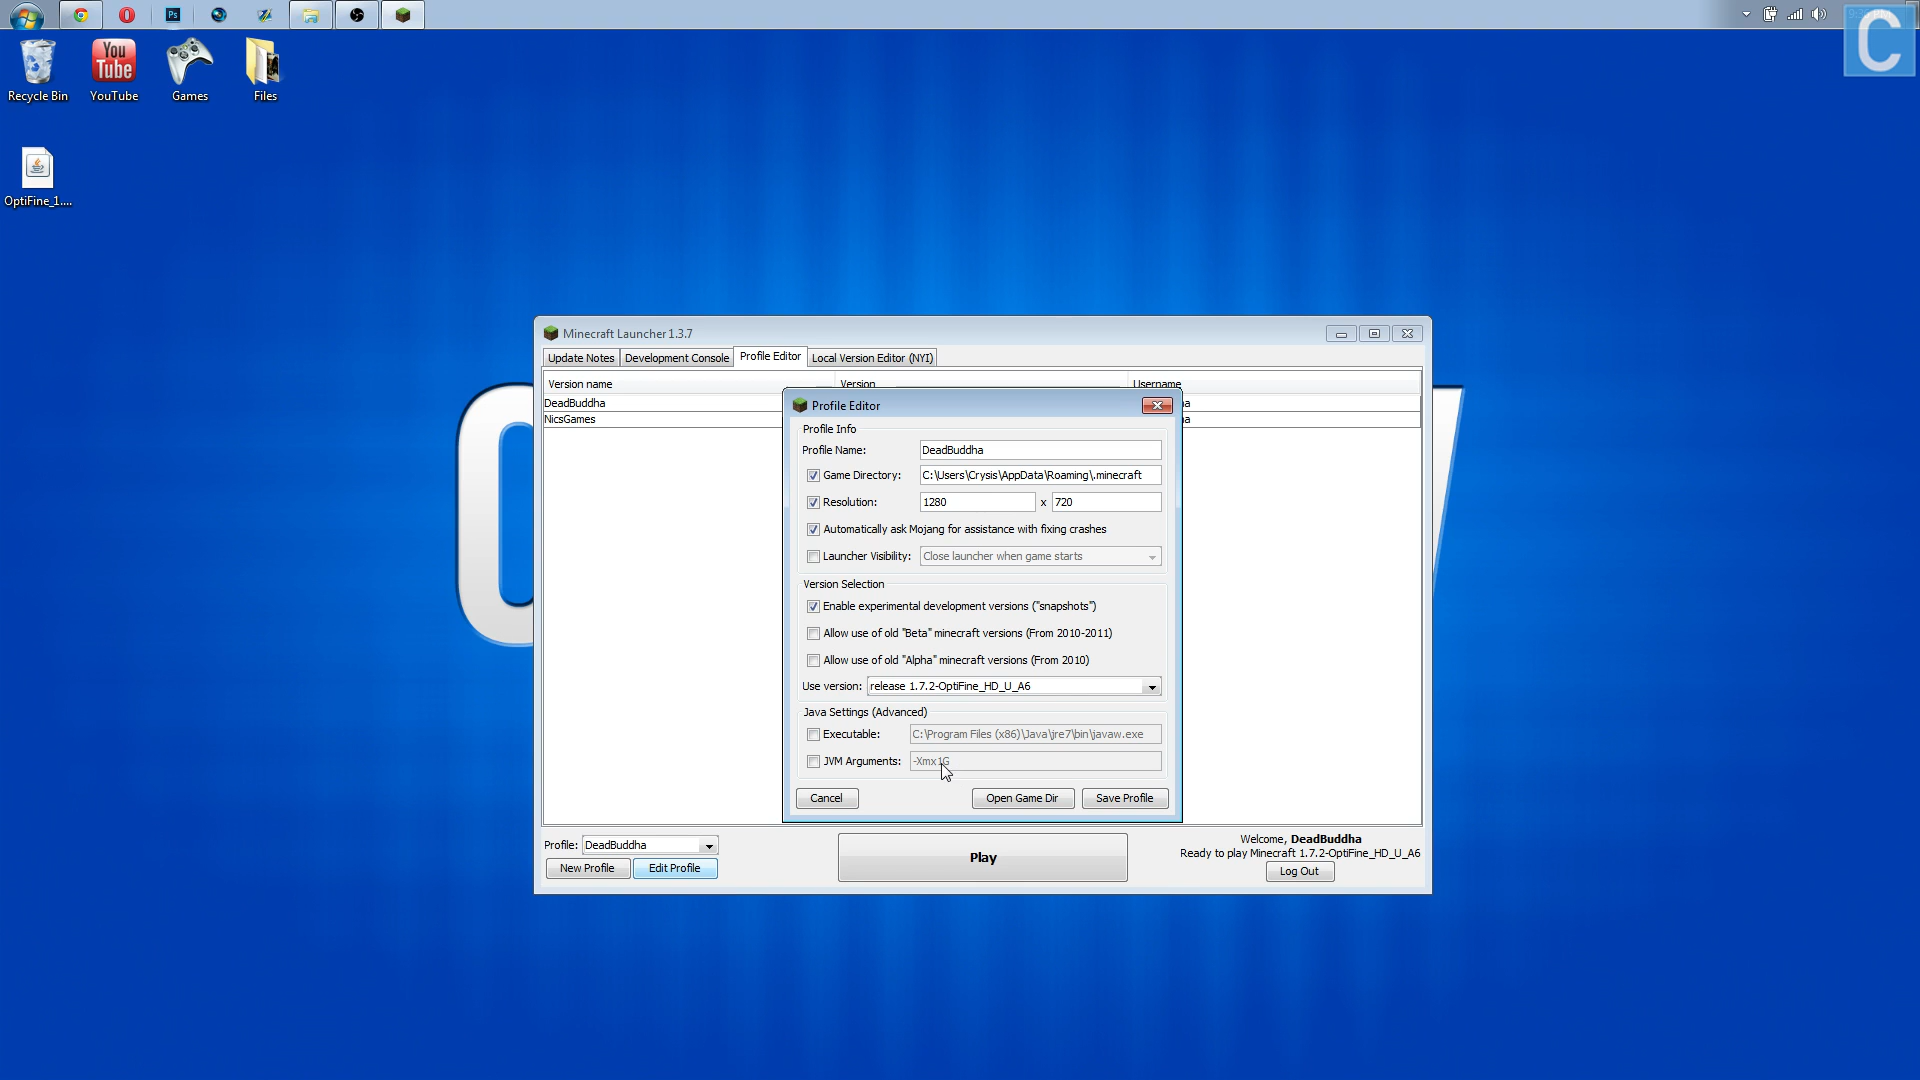 Ps
C
Recycle Bin
You Tube
YouTube
Games
Files
OptiFine_1....
Minecraft Launcher 1.3.7
Update Notes
Development Console
Profile Editor
Local Version Editor (NYI)
Version name
Version
Username
DeadBuddha
NicsGames
Profile Editor
Profile Info
Profile Name:
DeadBuddha
Game Directory:
C:\Users\Crysis\AppData\Roaming\.minecraft
Resolution:
1280
x
720
Automatically ask Mojang for assistance with fixing crashes
Launcher Visibility:
Close launcher when game starts
Version Selection
Enable experimental development versions ("snapshots")
Allow use of old "Beta" minecraft versions (From 2010-2011)
Allow use of old "Alpha" minecraft versions (From 2010)
Use version:
release 1.7.2-OptiFine_HD_U_A6
Java Settings (Advanced)
Executable:
C:\Program Files (x86)\Java\jre7\bin\javaw.exe
JVM Arguments:
-Xmx1G
Cancel
Open Game Dir
Save Profile
Profile:
DeadBuddha
New Profile
Edit Profile
Play
Welcome, DeadBuddha
Ready to play Minecraft 1.7.2-OptiFine_HD_U_A6
Log Out